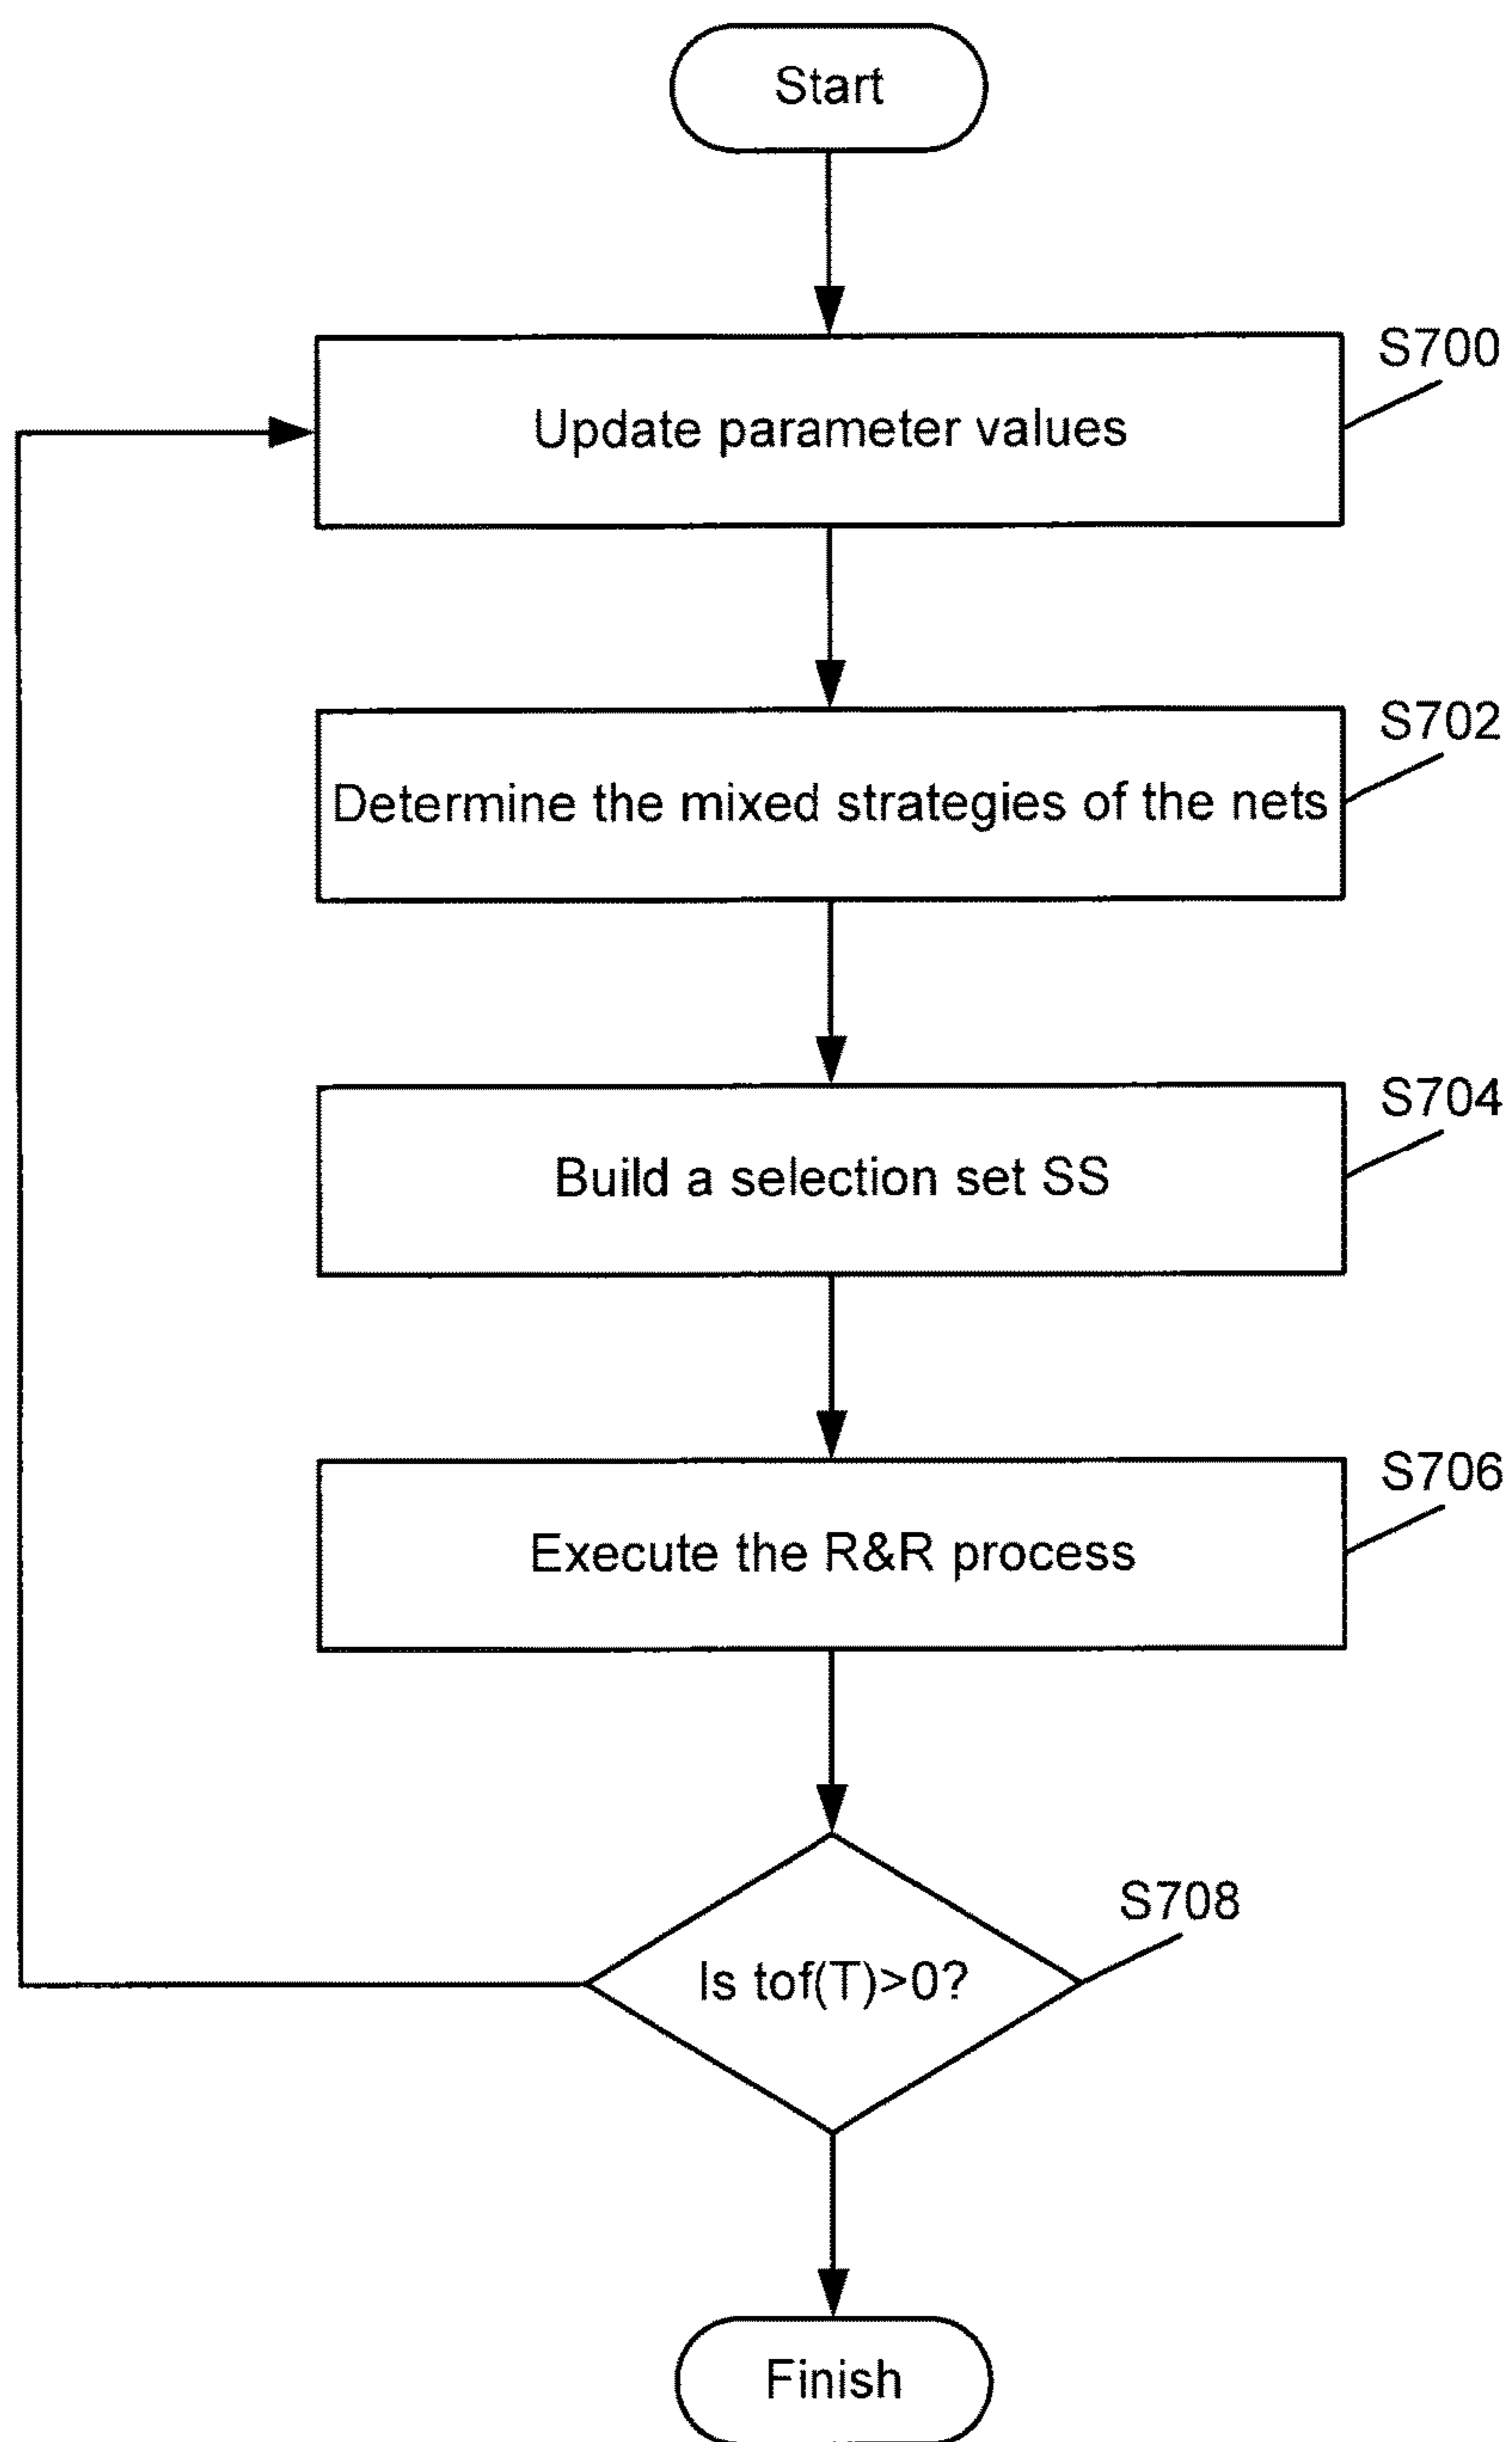 Start
S700
Update parameter values
S702
Determine the mixed strategies of the nets
S704
Build a selection set SS
S706
Execute the R&R process
S708
Is tof(T)>0?
Finish